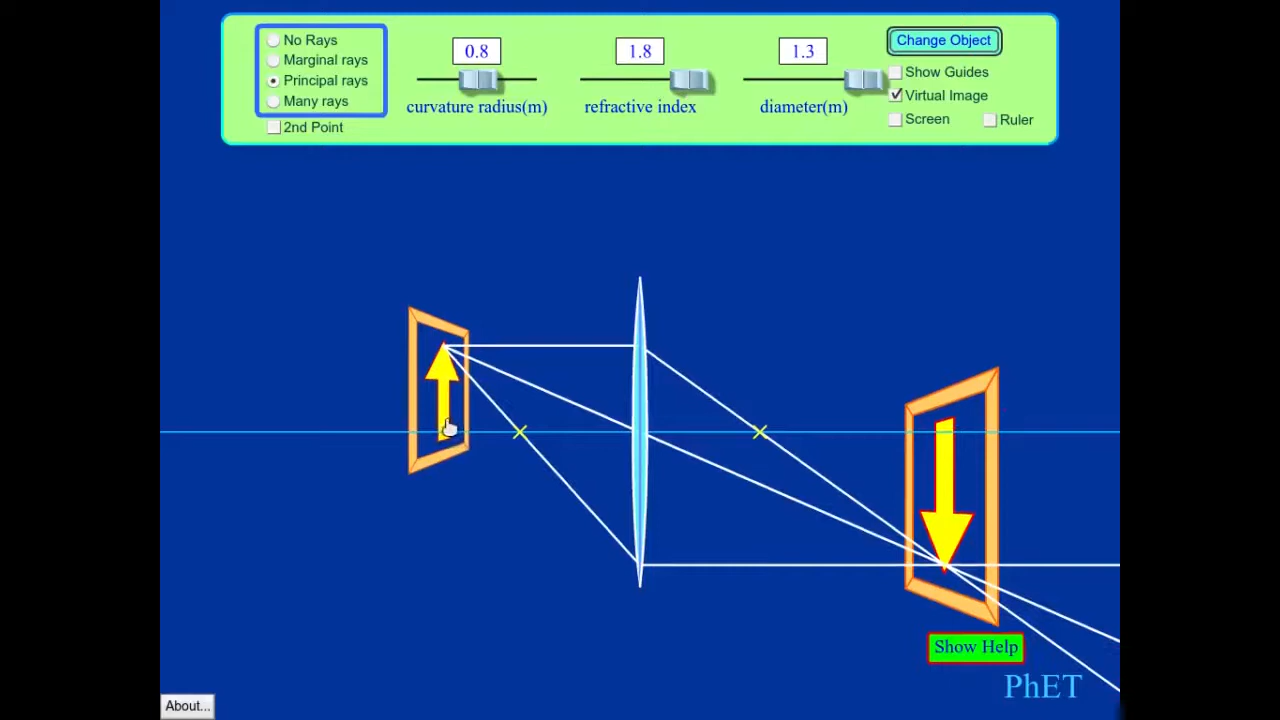 No Rays
Marginal rays
Principal rays
Many rays
2nd Point
0.8
curvature radius(m)
1.8
refractive index
1.3
diameter(m)
Change Object
Show Guides
Virtual Image
Screen
Ruler
Show Help
PhET
About...